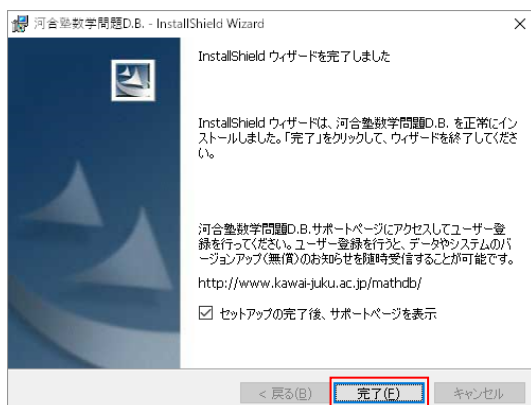 河合塾数学問題D.B. - InstallShield Wizard
InstallShield ウィザードを完了しました
InstallShield ウィザードは、河合塾数学問題D.B. を正常にイン
ストールしました。「完了」をクリックして、ウィザードを終了してくださ
い。
河合塾数学問題D.B.サポートページにアクセスしてユーザー登
録を行ってください。ユーザー登録を行うと、データやシステムのバ
ージョンアップ(無償)のお知らせを随時受信することが可能です。
http://www.kawai-juku.ac.jp/mathdb/
セットアップの完了後、サポートページを表示
< 戻る(B)
完了(F)
キャンセル